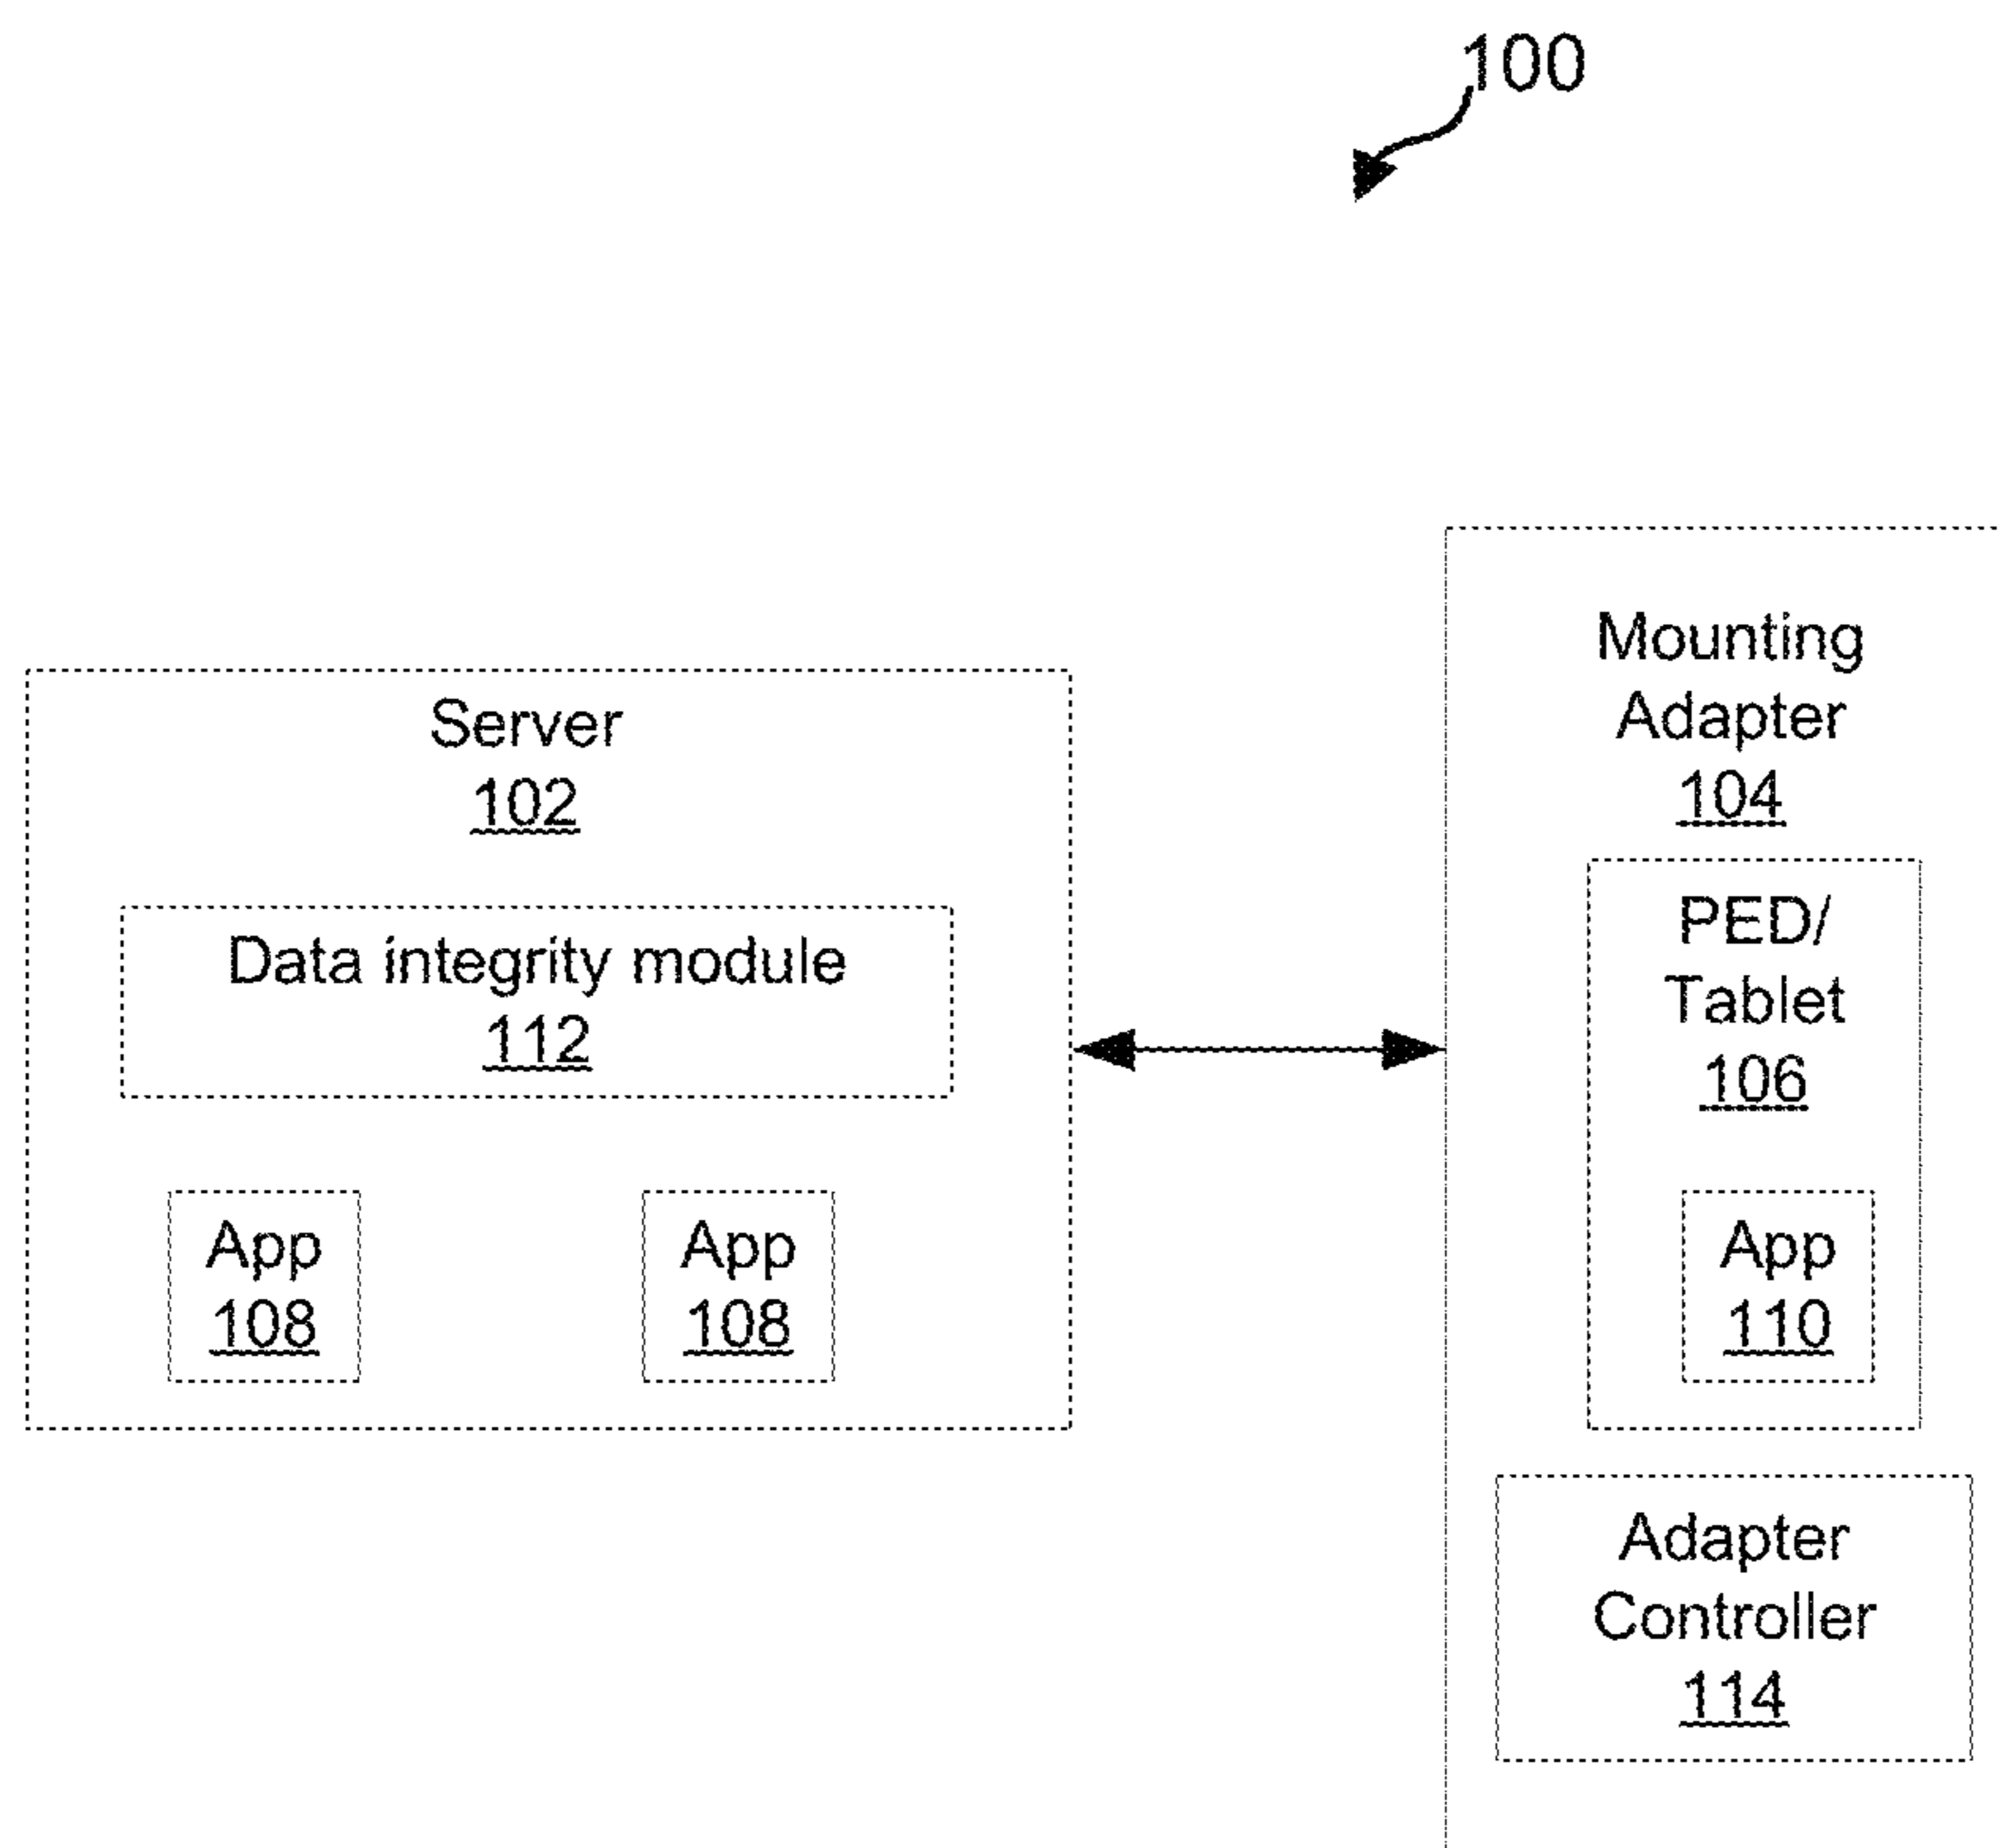 100
Server
102
Data integrity module
112
App
108
App
108
Mounting
Adapter
104
PED/
Tablet
106
App
110
Adapter
Controller
114